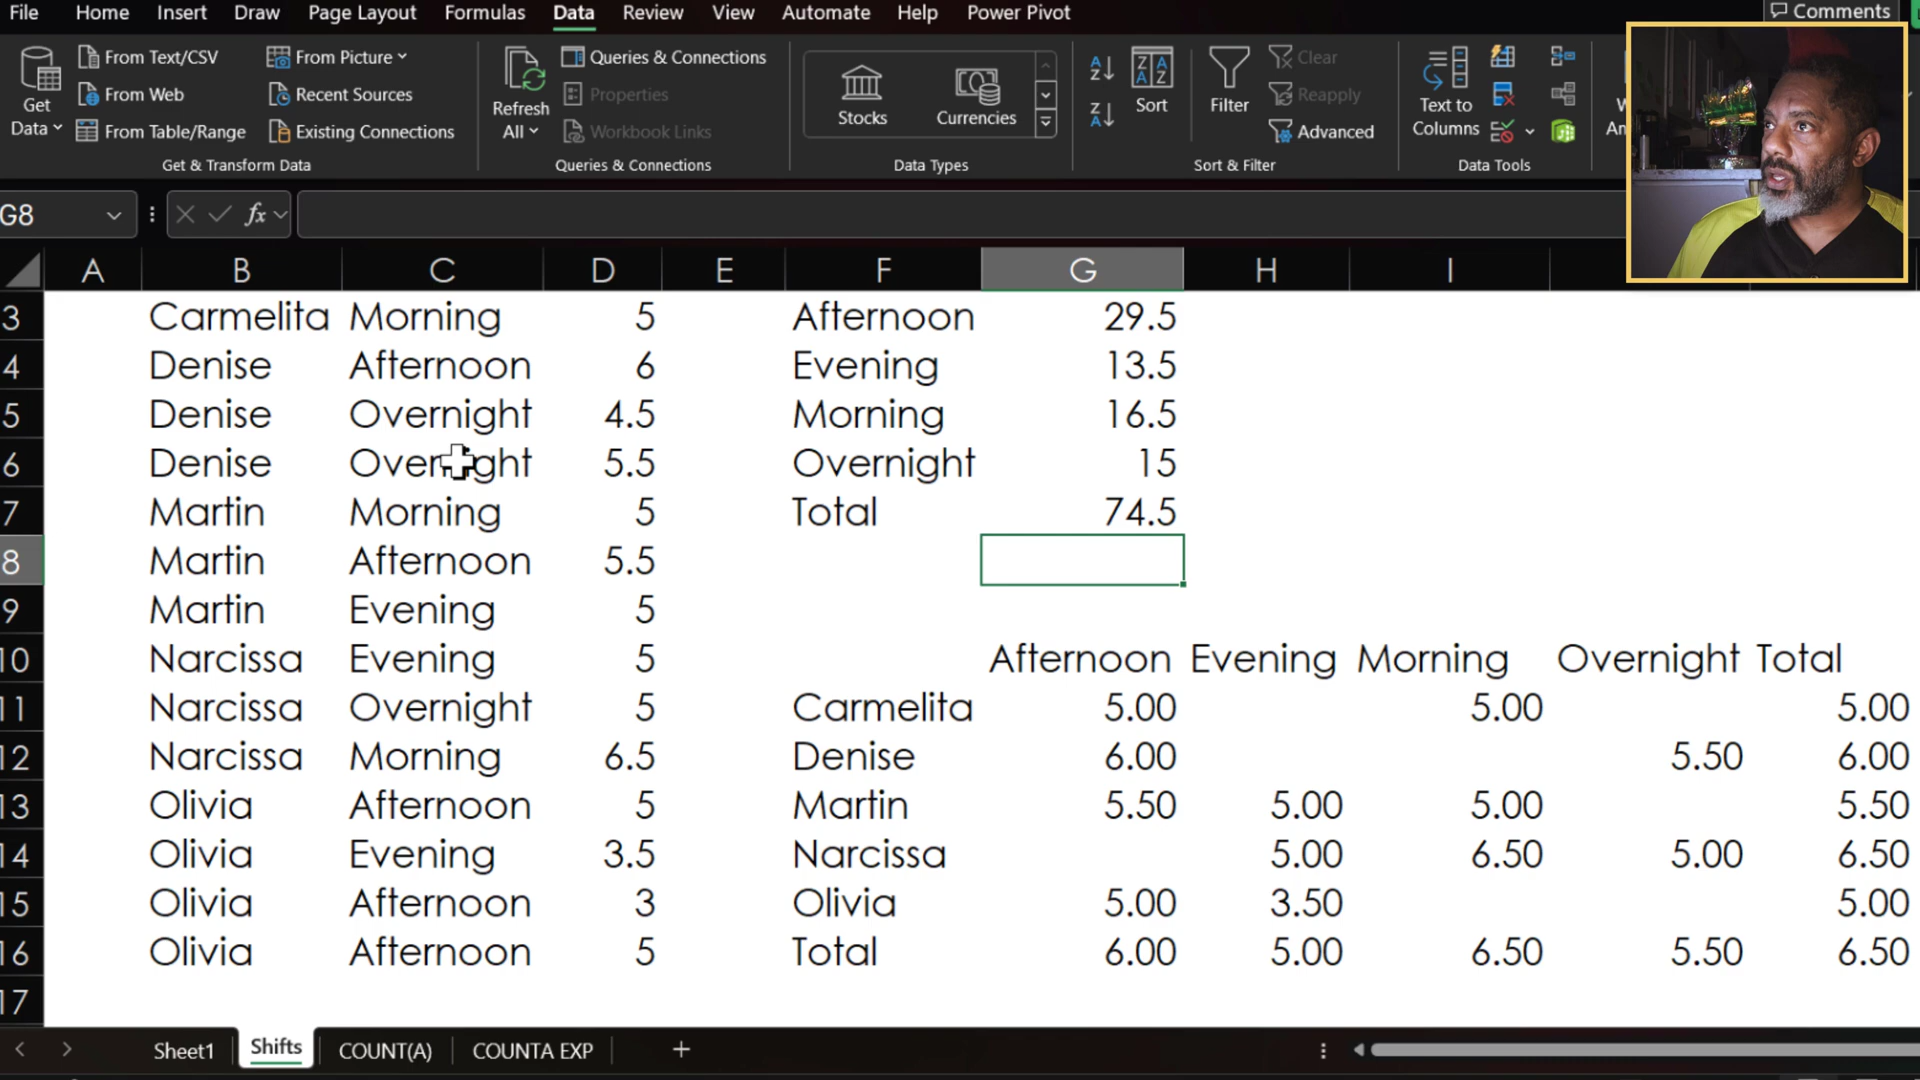 File Home Insert Draw Page Layout Formulas Data Review View Automate Help Power Pivot Comments
Get Data
From Text/CSV
From Web
From Table/Range
From Picture
Recent Sources
Existing Connections
Get & Transform Data
Refresh All
Queries & Connections
Properties
Workbook Links
Queries & Connections
Stocks
Currencies
Data Types
Sort
Filter
Clear
Reapply
Advanced
Sort & Filter
Text to Columns
Data Tools
G8 fx
A B C D E F G H I
3 Carmelita Morning 5 Afternoon 29.5
4 Denise Afternoon 6 Evening 13.5
5 Denise Overnight 4.5 Morning 16.5
6 Denise Overnight 5.5 Overnight 15
7 Martin Morning 5 Total 74.5
8 Martin Afternoon 5.5
9 Martin Evening 5
10 Narcissa Evening 5 Afternoon Evening Morning Overnight Total
11 Narcissa Overnight 5 Carmelita 5.00 5.00 5.00
12 Narcissa Morning 6.5 Denise 6.00 5.50 6.00
13 Olivia Afternoon 5 Martin 5.50 5.00 5.00 5.50
14 Olivia Evening 3.5 Narcissa 5.00 6.50 5.00 6.50
15 Olivia Afternoon 3 Olivia 5.00 3.50 5.00
16 Olivia Afternoon 5 Total 6.00 5.00 6.50 5.50 6.50
17
Sheet1 Shifts COUNT(A) COUNTA EXP